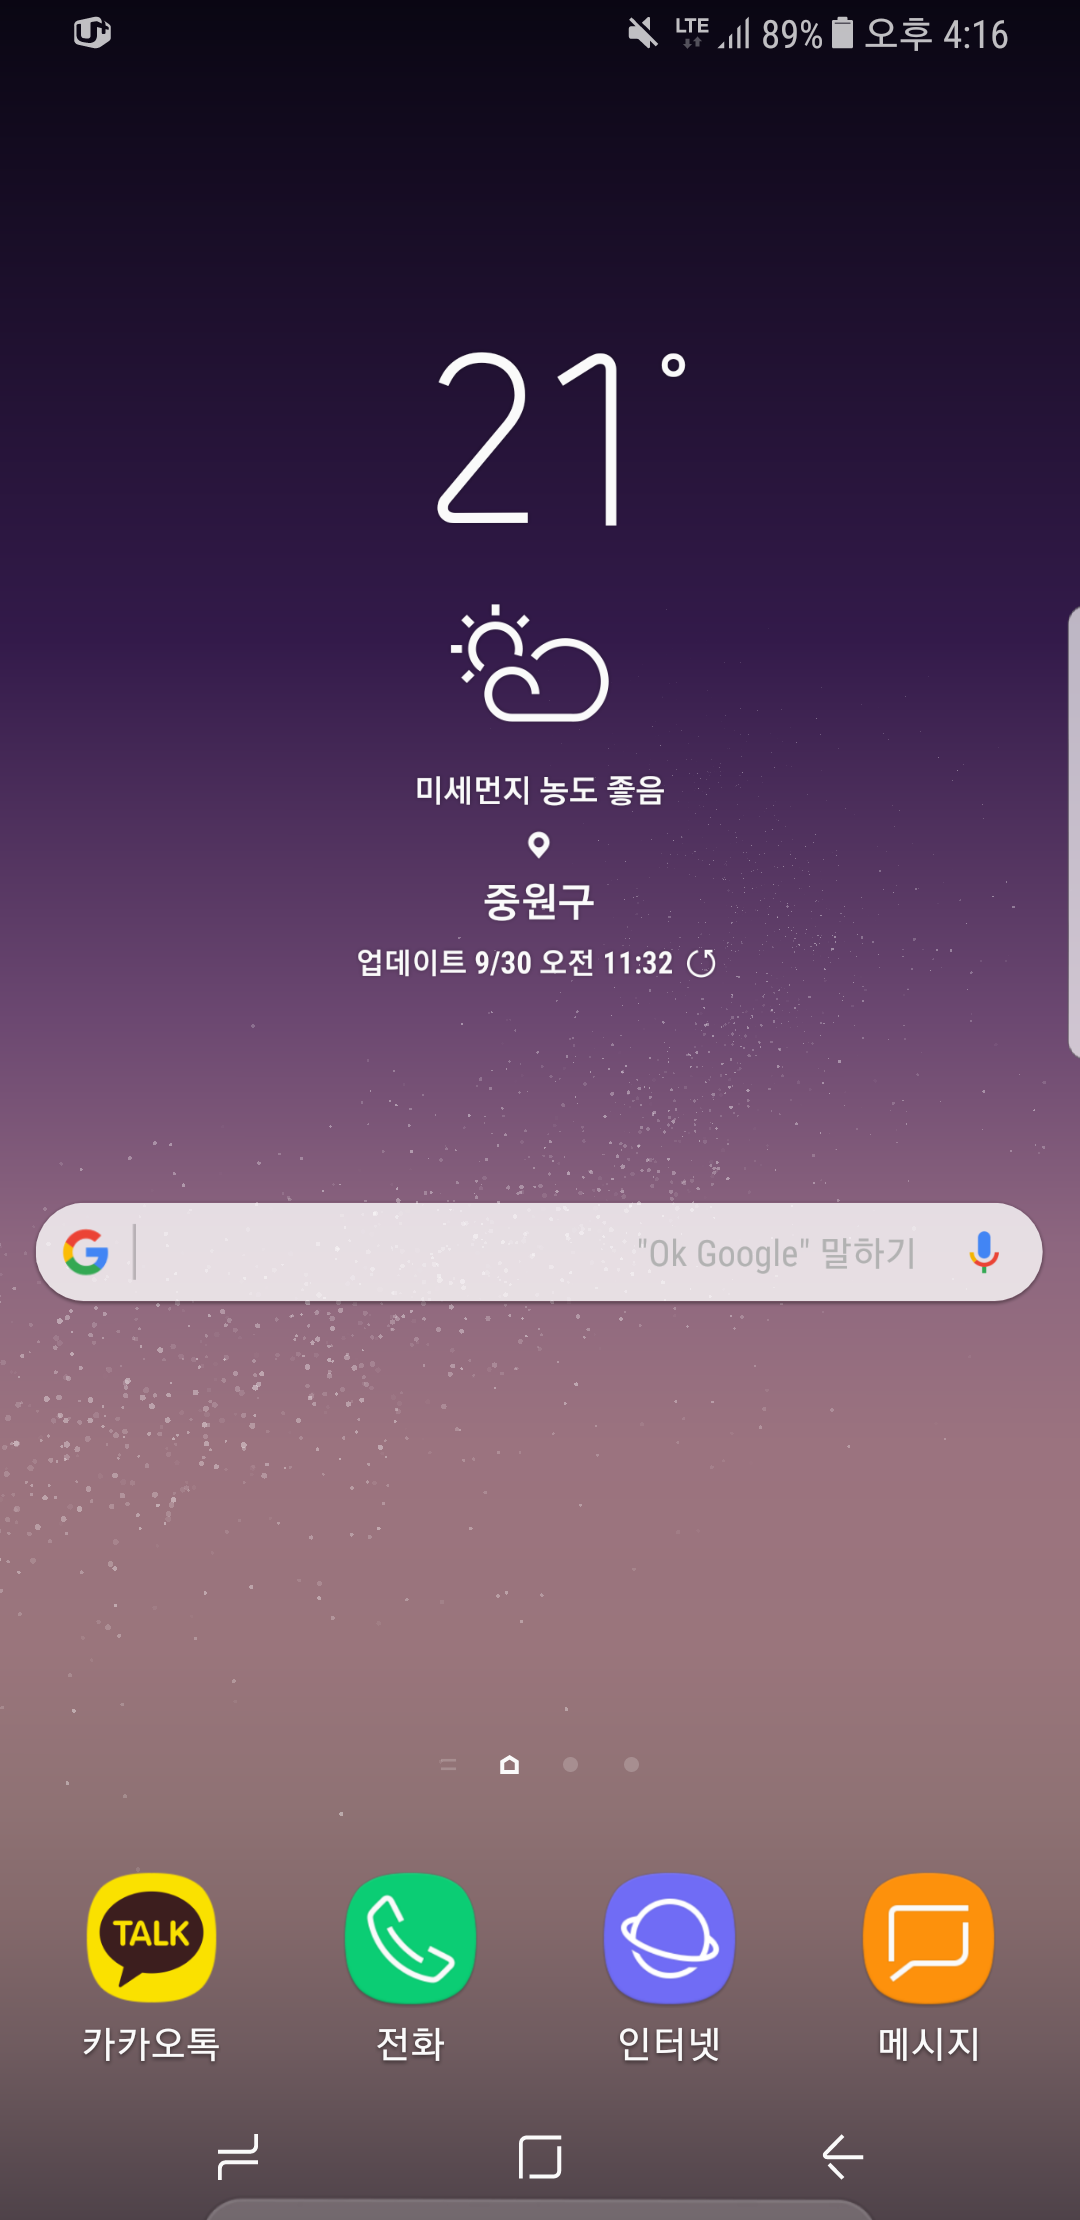 LTE 89% 오후 4:16
21°
미세먼지 농도 좋음
중원구
업데이트 9/30 오전 11:32
"Ok Google" 말하기
TALK
카카오톡 전화 인터넷 메시지